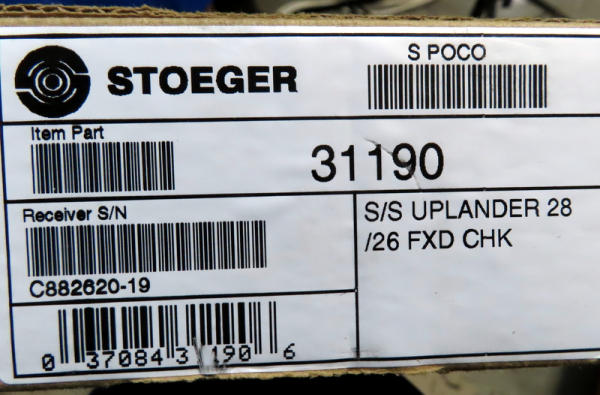 STOEGER
S POCO
Item Part
31190
Receiver S/N
C882620-19
S/S UPLANDER 28
/26 FXD CHK
0 37084 31190 6